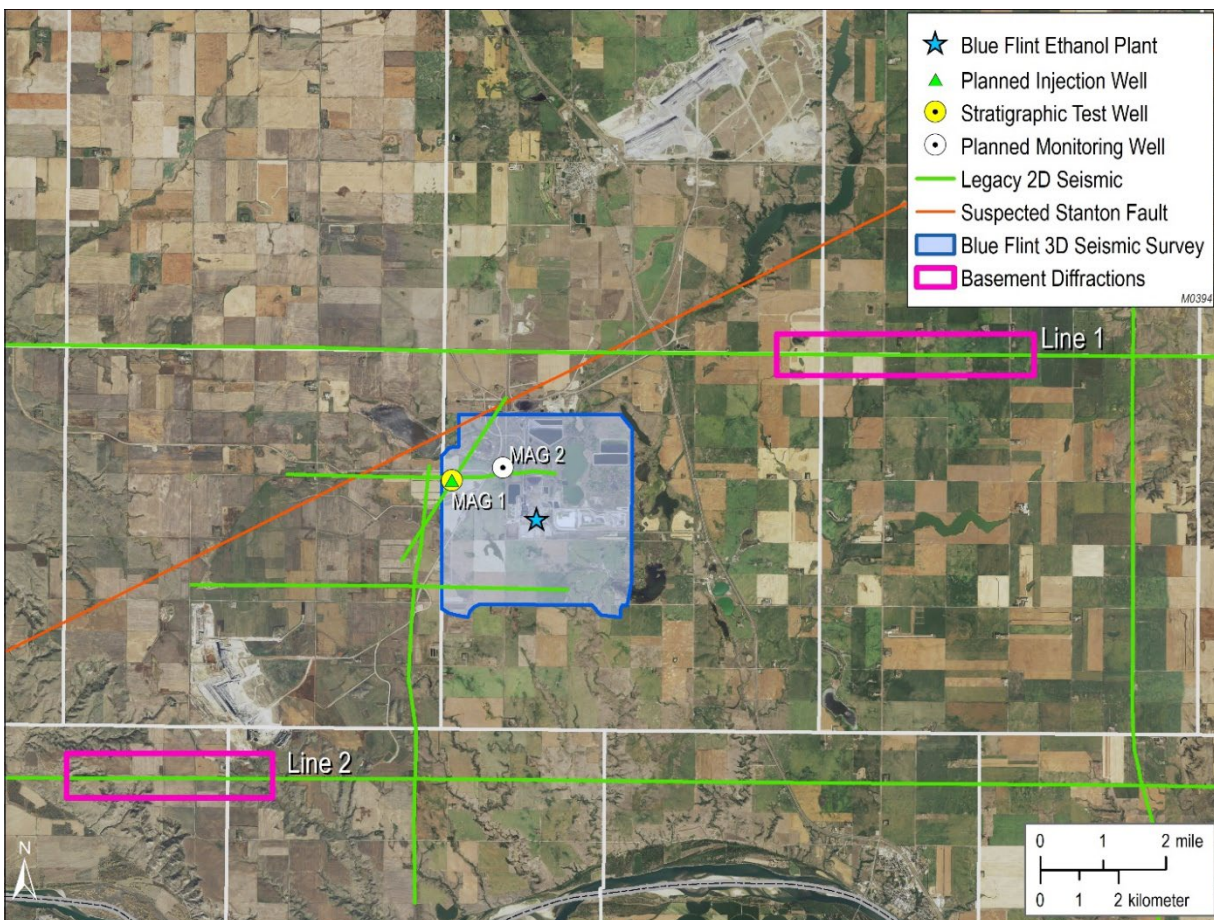 Blue Flint Ethanol Plant
Planned Injection Well
Stratigraphic Test Well
Planned Monitoring Well
Legacy 2D Seismic
Suspected Stanton Fault
Blue Flint 3D Seismic Survey
Basement Diffractions
M0394
Line 1
MAG 2
MAG 1
Line 2
N
0 1 2 mile
0 1 2 kilometer